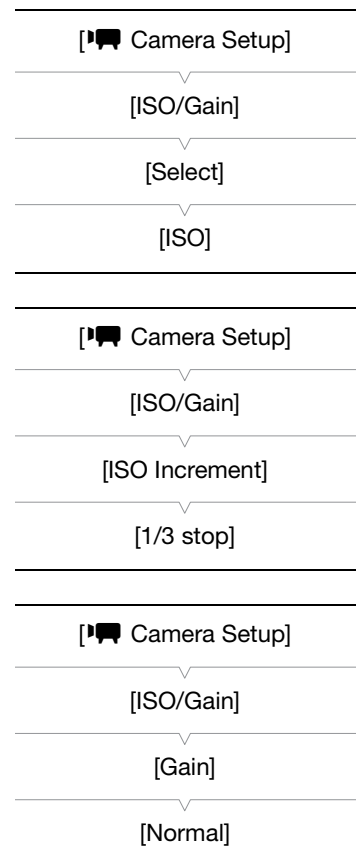 [ Camera Setup]
[ISO/Gain]
[Select]
[ISO]
[ Camera Setup]
[ISO/Gain]
[ISO Increment]
[1/3 stop]
[ Camera Setup]
[ISO/Gain]
[Gain]
[Normal]